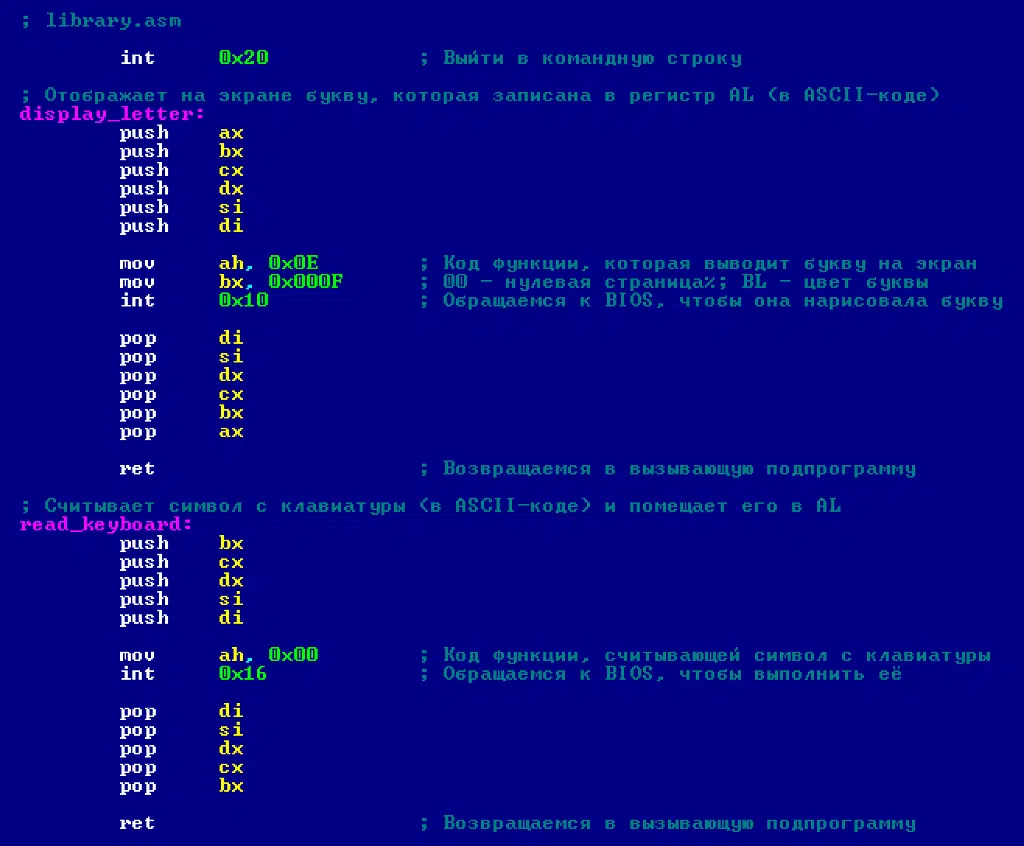 ; library.asm
int 0x20 ; Выйти в командную строку
; Отображает на экране букву, которая записана в регистр AL (в ASCII-коде)
display_letter:
push ax
push bx
push cx
push dx
push si
push di
mov ah, 0x0E ; Код функции, которая выводит букву на экран
mov bx, 0x000F ; 00 - нулевая страница%; BL - цвет буквы
int 0x10 ; Обращаемся к BIOS, чтобы она нарисовала букву
pop di
pop si
pop dx
pop cx
pop bx
pop ax
ret ; Возвращаемся в вызывающую подпрограмму
; Считывает символ с клавиатуры (в ASCII-коде) и помещает его в AL
read_keyboard:
push bx
push cx
push dx
push si
push di
mov ah, 0x00 ; Код функции, считывающей символ с клавиатуры
int 0x16 ; Обращаемся к BIOS, чтобы выполнить её
pop di
pop si
pop dx
pop cx
pop bx
ret ; Возвращаемся в вызывающую подпрограмму